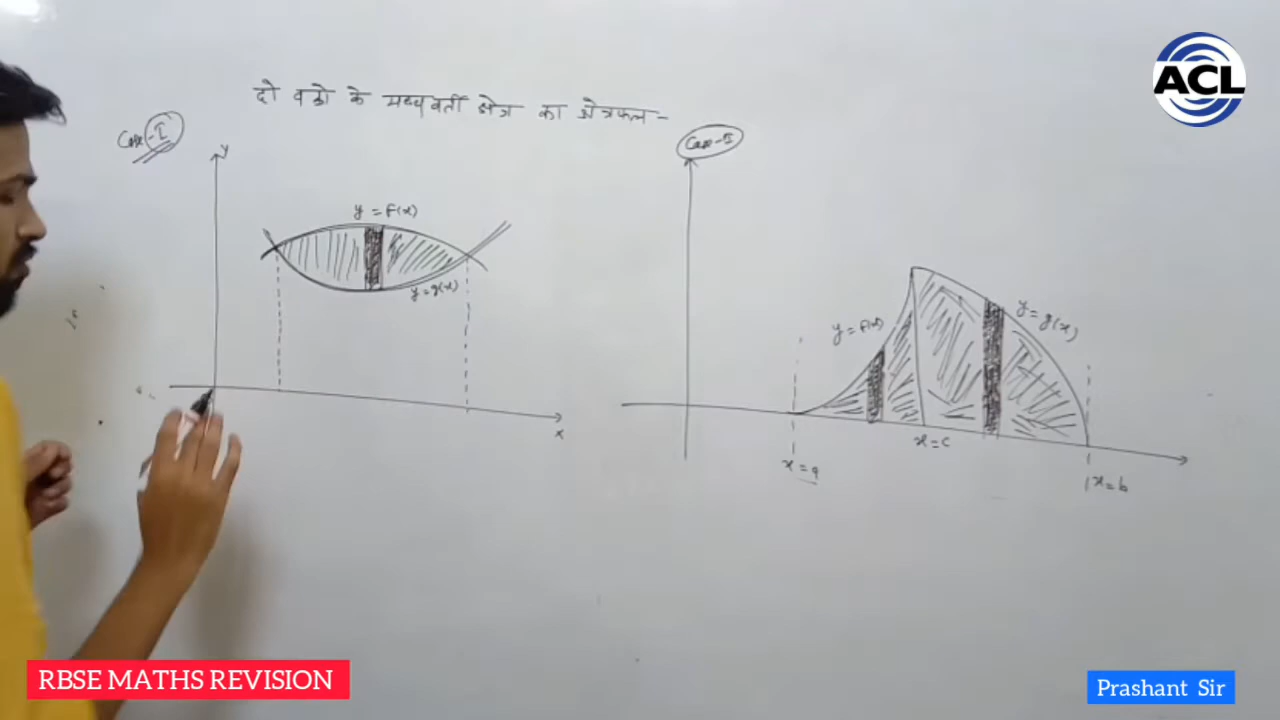 ACL
दो वक्रो के मध्यवर्ती क्षेत्र का क्षेत्रफल -
Case-I
y
y = f(x)
y = g(x)
x
Case-II
y = f(x)
y = g(x)
x = c
x = a
x = b
RBSE MATHS REVISION
Prashant Sir